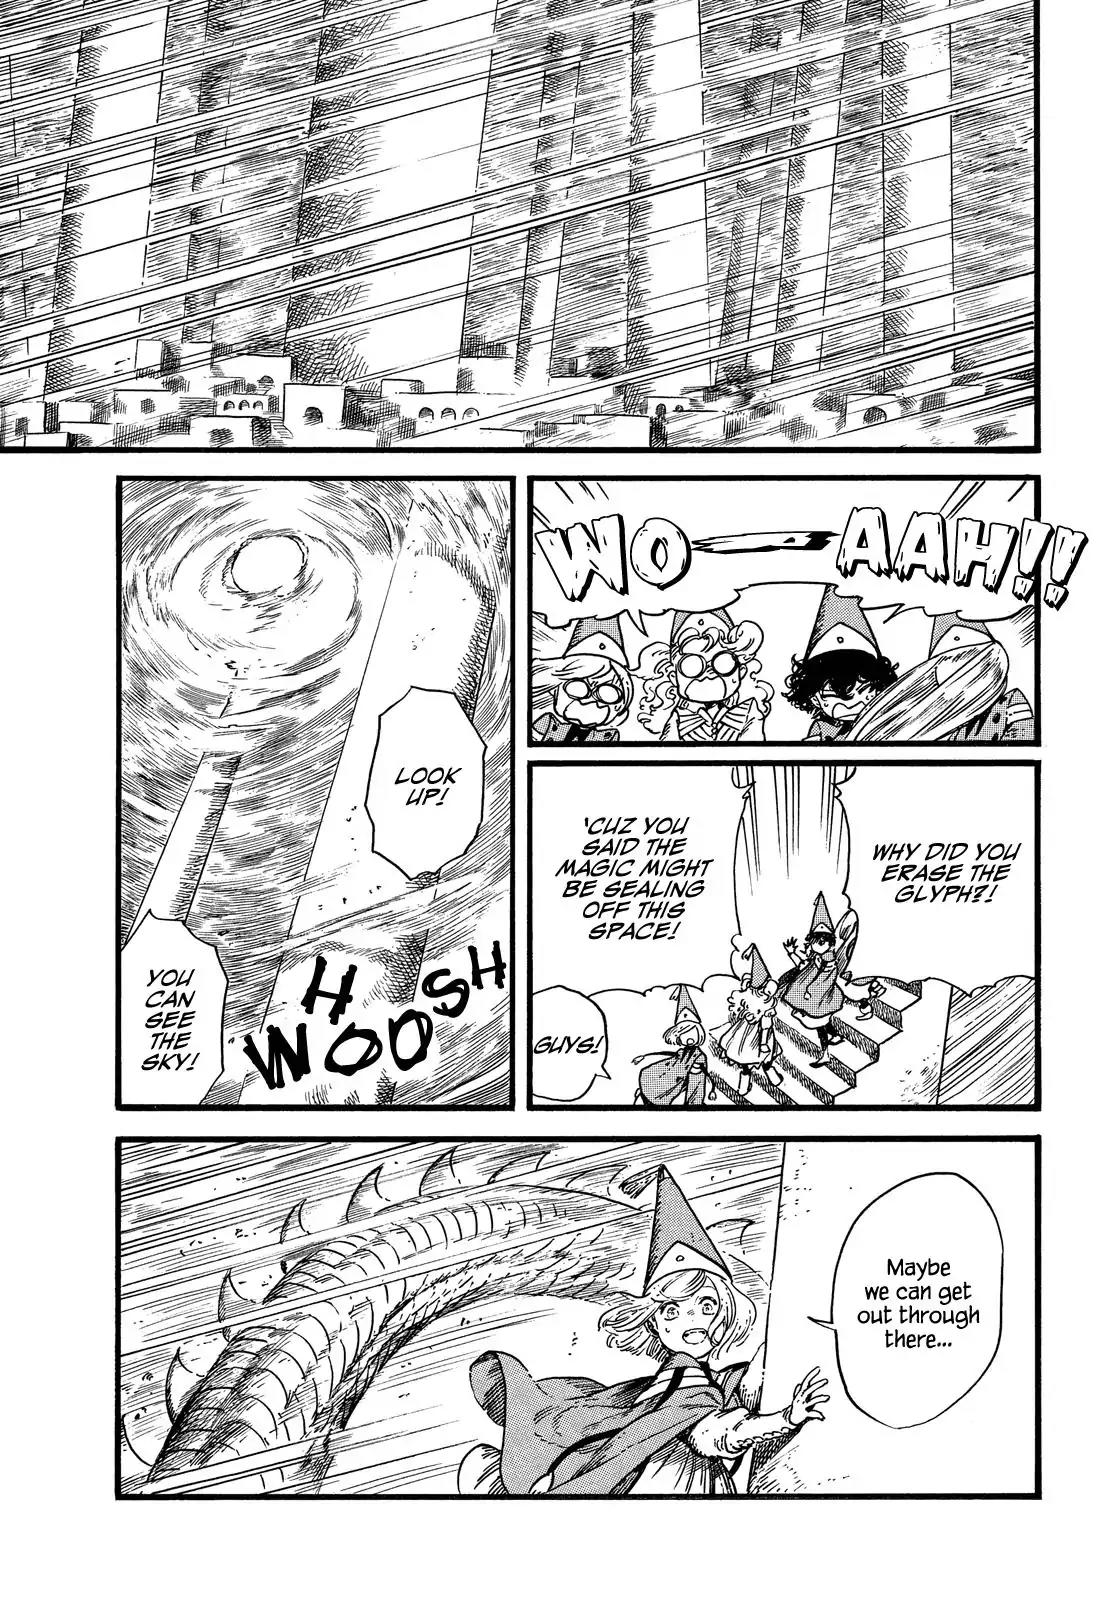 WO—AAH!!
WHY DID YOU
ERASE THE
GLYPH?!
'CUZ YOU
SAID THE
MAGIC MIGHT
BE SEALING
OFF THIS
SPACE!
GUYS!
LOOK
UP!
WHOOSH
YOU
CAN
SEE
THE
SKY!
Maybe
we can get
out through
there...